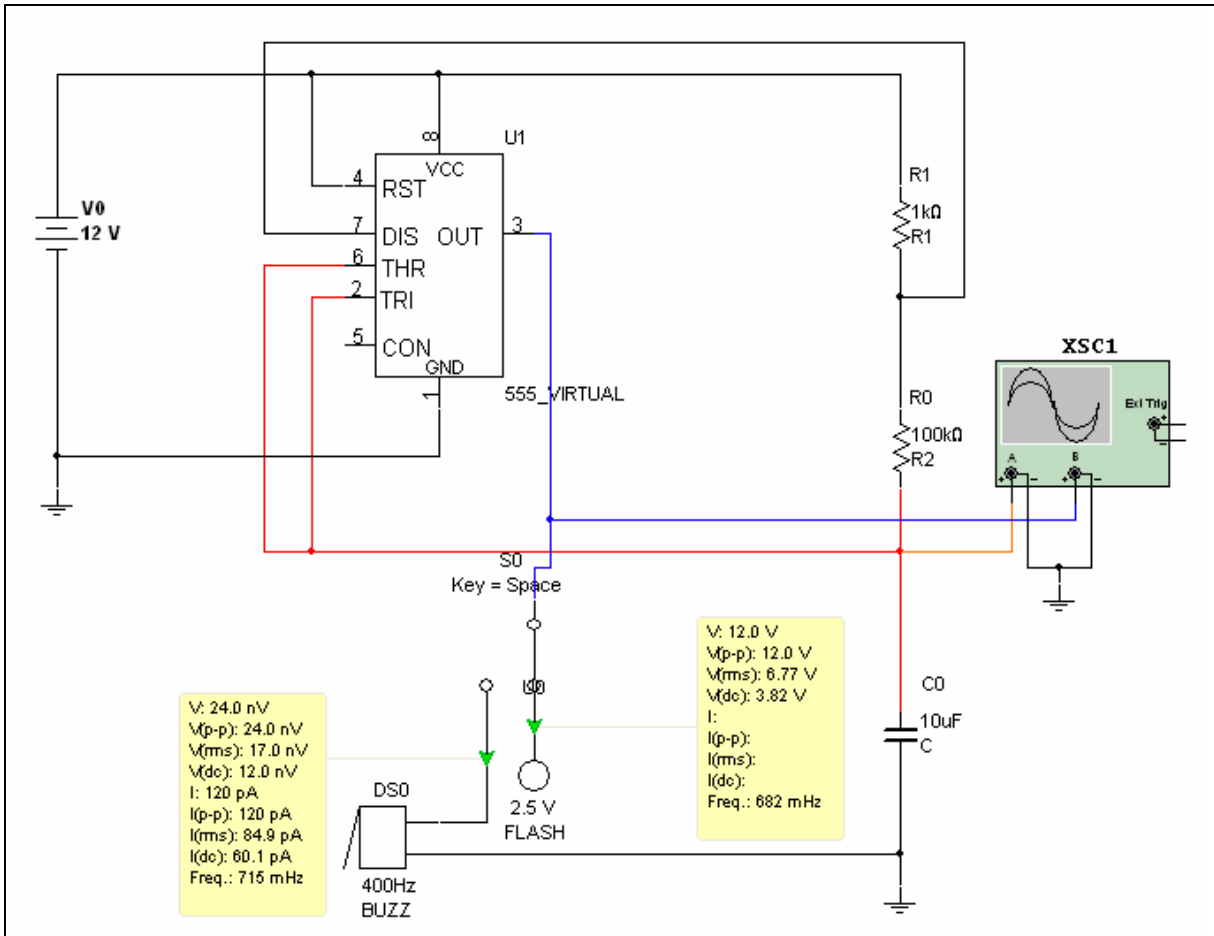 U1
8
VCC
4
RST
R1
V0
12 V
1kΩ
R1
7
DIS
OUT
3
6
THR
2
TRI
5
CON
GND
1
555_VIRTUAL
XSC1
Ext Trig
+
−
A
B
+
−
+
−
R0
100kΩ
R2
S0
Key = Space
V: 12.0 V
V(p-p): 12.0 V
V(rms): 6.77 V
V(dc): 3.82 V
I:
I(p-p):
I(rms):
I(dc):
Freq.: 682 mHz
C0
10uF
C
V: 24.0 nV
V(p-p): 24.0 nV
V(rms): 17.0 nV
V(dc): 12.0 nV
I: 120 pA
I(p-p): 120 pA
I(rms): 84.9 pA
I(dc): 60.1 pA
Freq.: 715 mHz
DS0
2.5 V
FLASH
400Hz
BUZZ